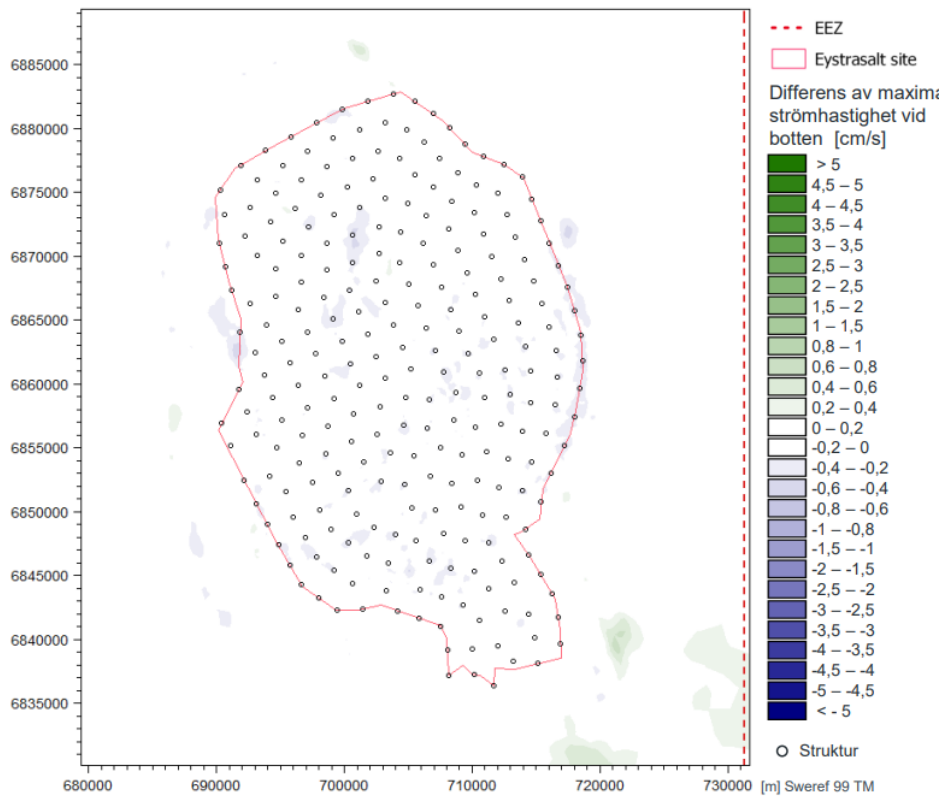 EEZ
Eystrasalt site
Differens av maxima
strömhastighet vid
botten [cm/s]
> 5
4,5 – 5
4 – 4,5
3,5 – 4
3 – 3,5
2,5 – 3
2 – 2,5
1,5 – 2
1 – 1,5
0,8 – 1
0,6 – 0,8
0,4 – 0,6
0,2 – 0,4
0 – 0,2
-0,2 – 0
-0,4 – -0,2
-0,6 – -0,4
-0,8 – -0,6
-1 – -0,8
-1,5 – -1
-2 – -1,5
-2,5 – -2
-3 – -2,5
-3,5 – -3
-4 – -3,5
-4,5 – -4
-5 – -4,5
< - 5
Struktur
6885000
6880000
6875000
6870000
6865000
6860000
6855000
6850000
6845000
6840000
6835000
680000 690000 700000 710000 720000 730000 [m] Sweref 99 TM